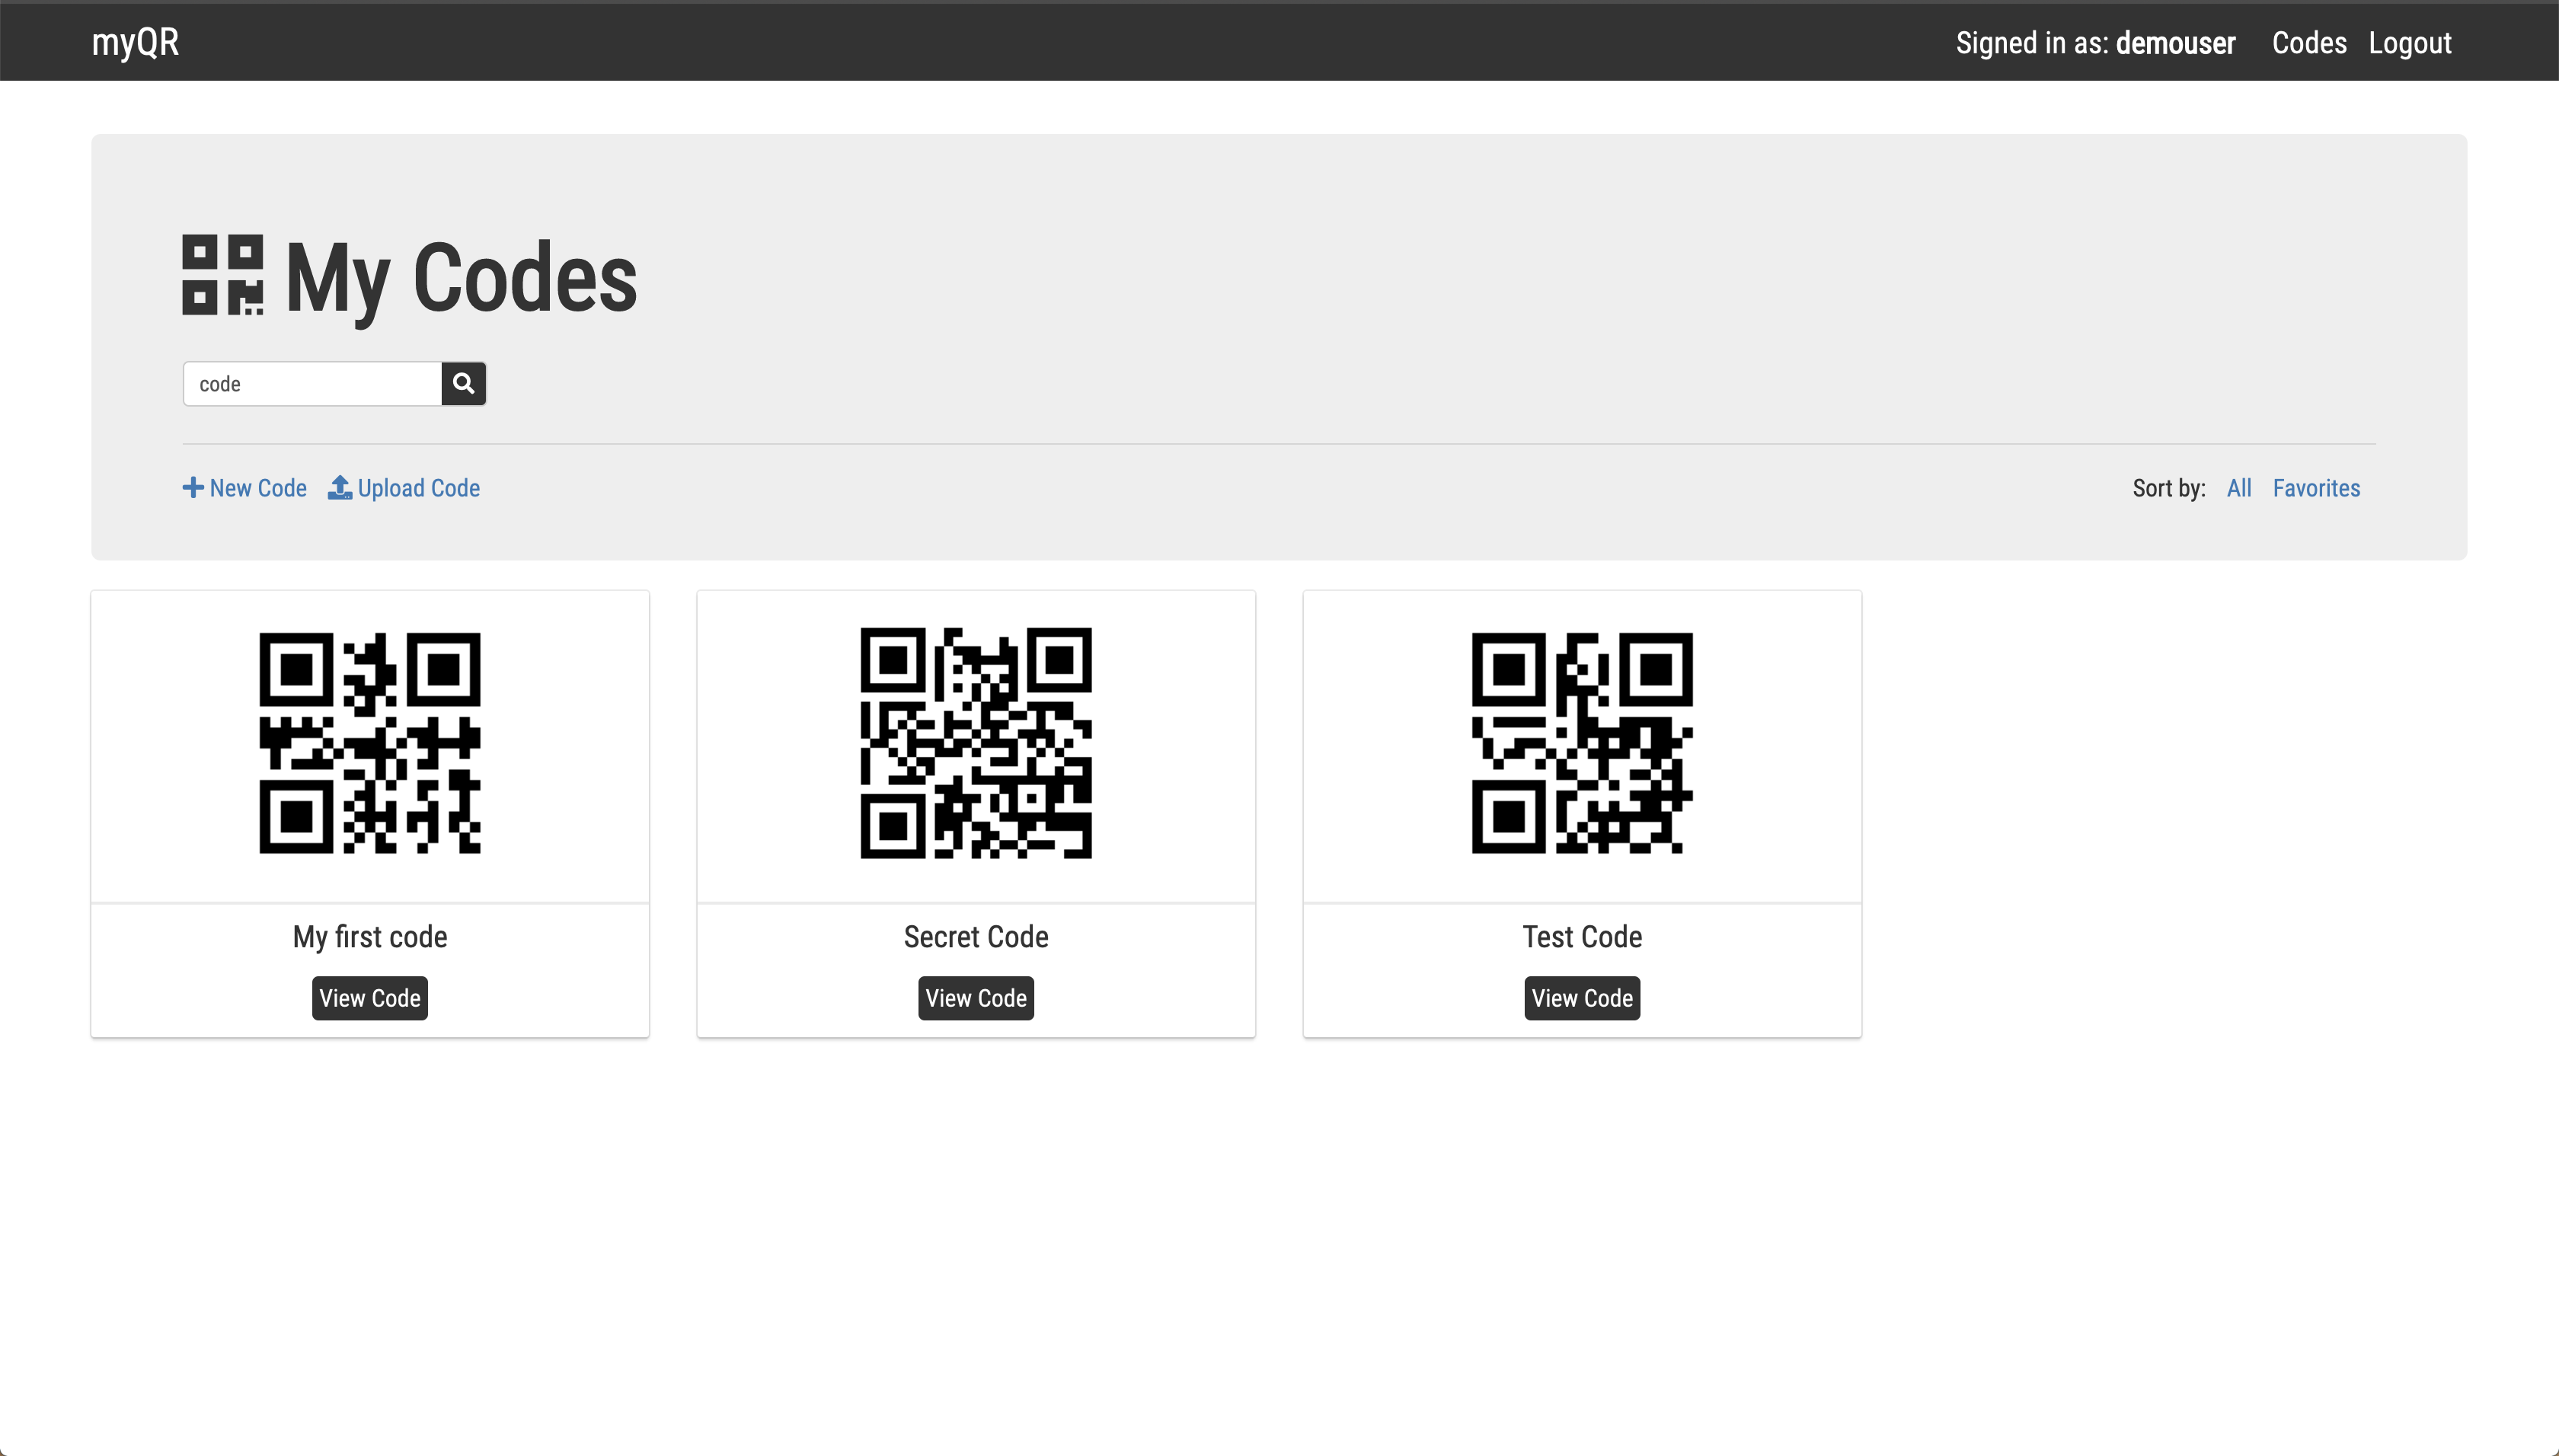 myQR
Signed in as: demouser Codes Logout
My Codes
code
New Code Upload Code
Sort by: All Favorites
My first code
View Code
Secret Code
View Code
Test Code
View Code